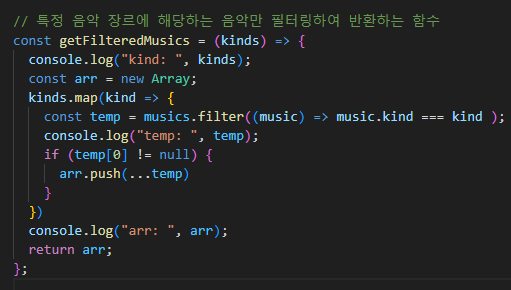 // 특정 음악 장르에 해당하는 음악만 필터링하여 반환하는 함수
const getFilteredMusics = (kinds) => {
  console.log("kind: ", kinds);
  const arr = new Array;
  kinds.map(kind => {
    const temp = musics.filter((music) => music.kind === kind );
    console.log("temp: ", temp);
    if (temp[0] != null) {
      arr.push(...temp)
    }
  })
  console.log("arr: ", arr);
  return arr;
};